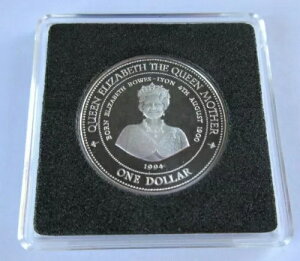 QUEEN ELIZABETH THE QUEEN MOTHER
BORN ELIZABETH BOWES-LYON 4TH AUGUST 1900
1994
ONE DOLLAR